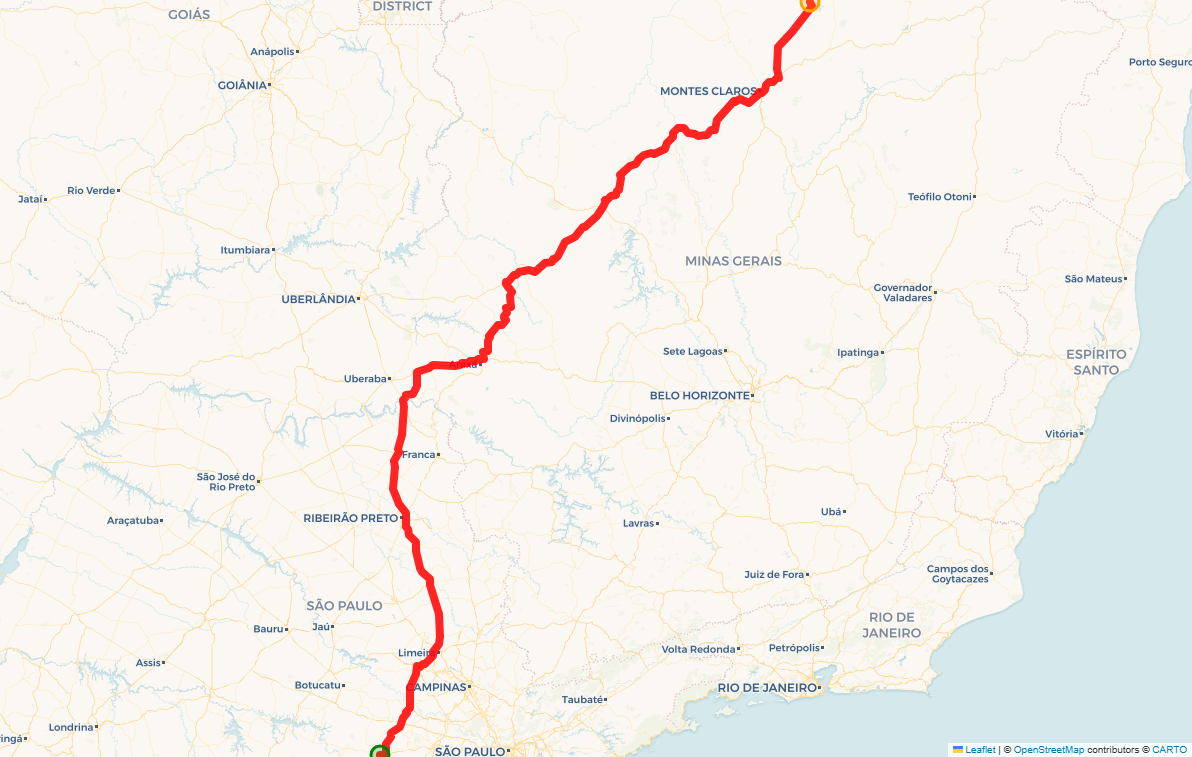 GOIÁS
DISTRICT
Anápolis
Porto Seguro
GOIÂNIA
MONTES CLAROS
Rio Verde
Jataí
Teófilo Otoni
Itumbiara
MINAS GERAIS
São Mateus
UBERLÂNDIA
Governador
Valadares
Sete Lagoas
Ipatinga
ESPÍRITO
SANTO
Araxá
Uberaba
BELO HORIZONTE
Divinópolis
Vitória
Franca
São José do
Rio Preto
Araçatuba
RIBEIRÃO PRETO
Lavras
Ubá
Juiz de Fora
Campos dos
Goytacazes
SÃO PAULO
RIO DE
JANEIRO
Bauru
Jaú
Limeira
Volta Redonda
Petrópolis
Assis
Botucatu
CAMPINAS
RIO DE JANEIRO
Taubaté
Londrina
ingá
SÃO PAULO
Leaflet | © OpenStreetMap contributors © CARTO